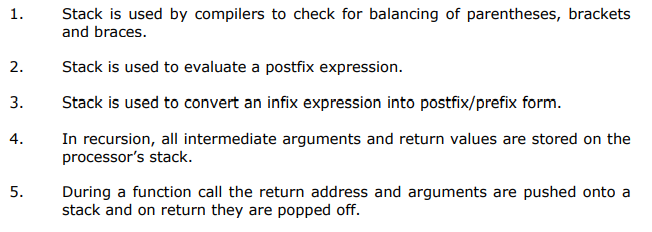 1. Stack is used by compilers to check for balancing of parentheses, brackets
and braces.
2. Stack is used to evaluate a postfix expression.
3. Stack is used to convert an infix expression into postfix/prefix form.
4. In recursion, all intermediate arguments and return values are stored on the
processor's stack.
5. During a function call the return address and arguments are pushed onto a
stack and on return they are popped off.